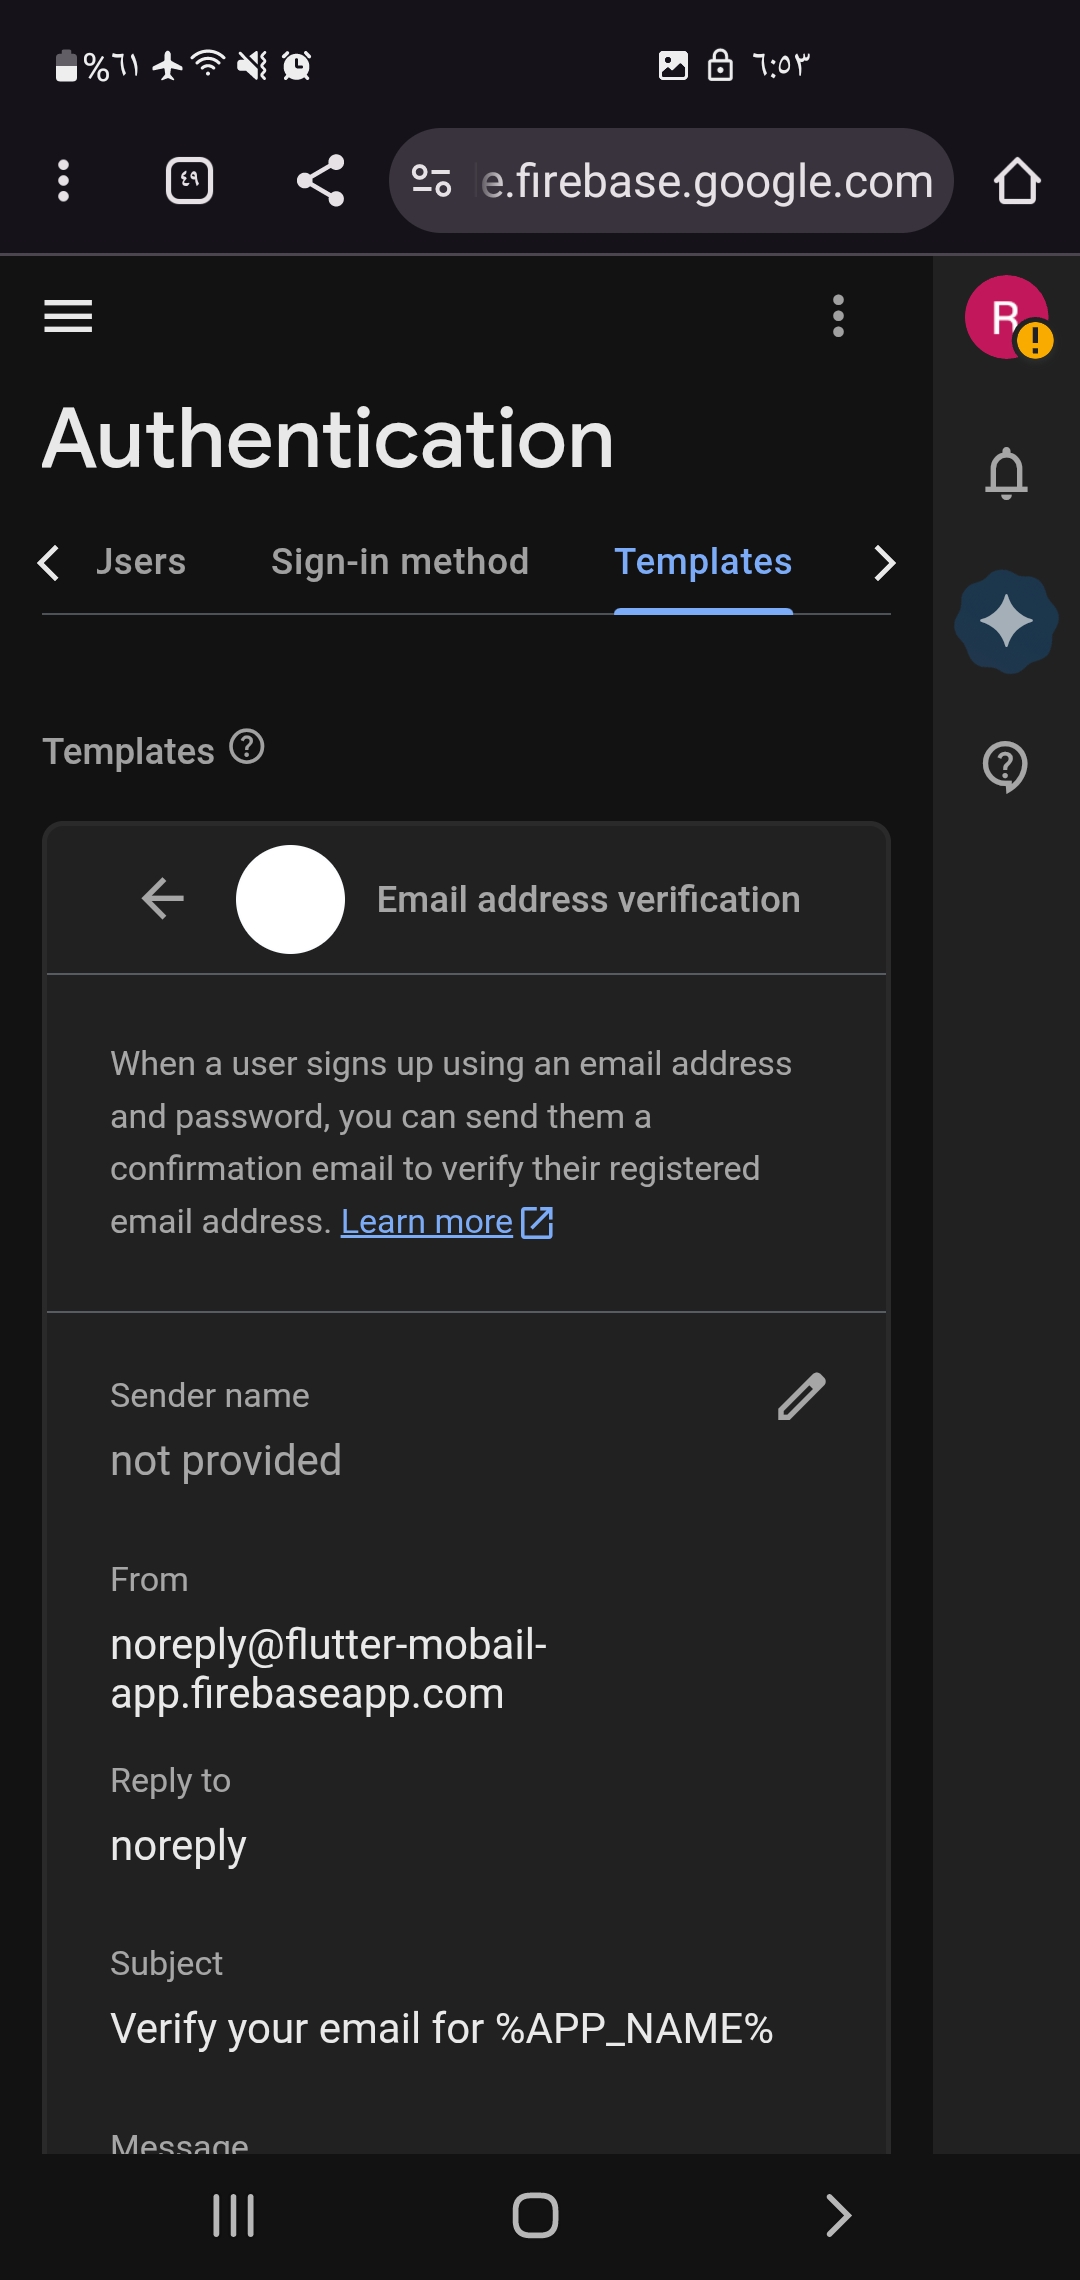 %٦١
٦:٥٣
٤٩
e.firebase.google.com
R
Authentication
Users
Sign-in method
Templates
Templates
Email address verification
When a user signs up using an email address
and password, you can send them a
confirmation email to verify their registered
email address. Learn more
Sender name
not provided
From
noreply@flutter-mobail-
app.firebaseapp.com
Reply to
noreply
Subject
Verify your email for %APP_NAME%
Message